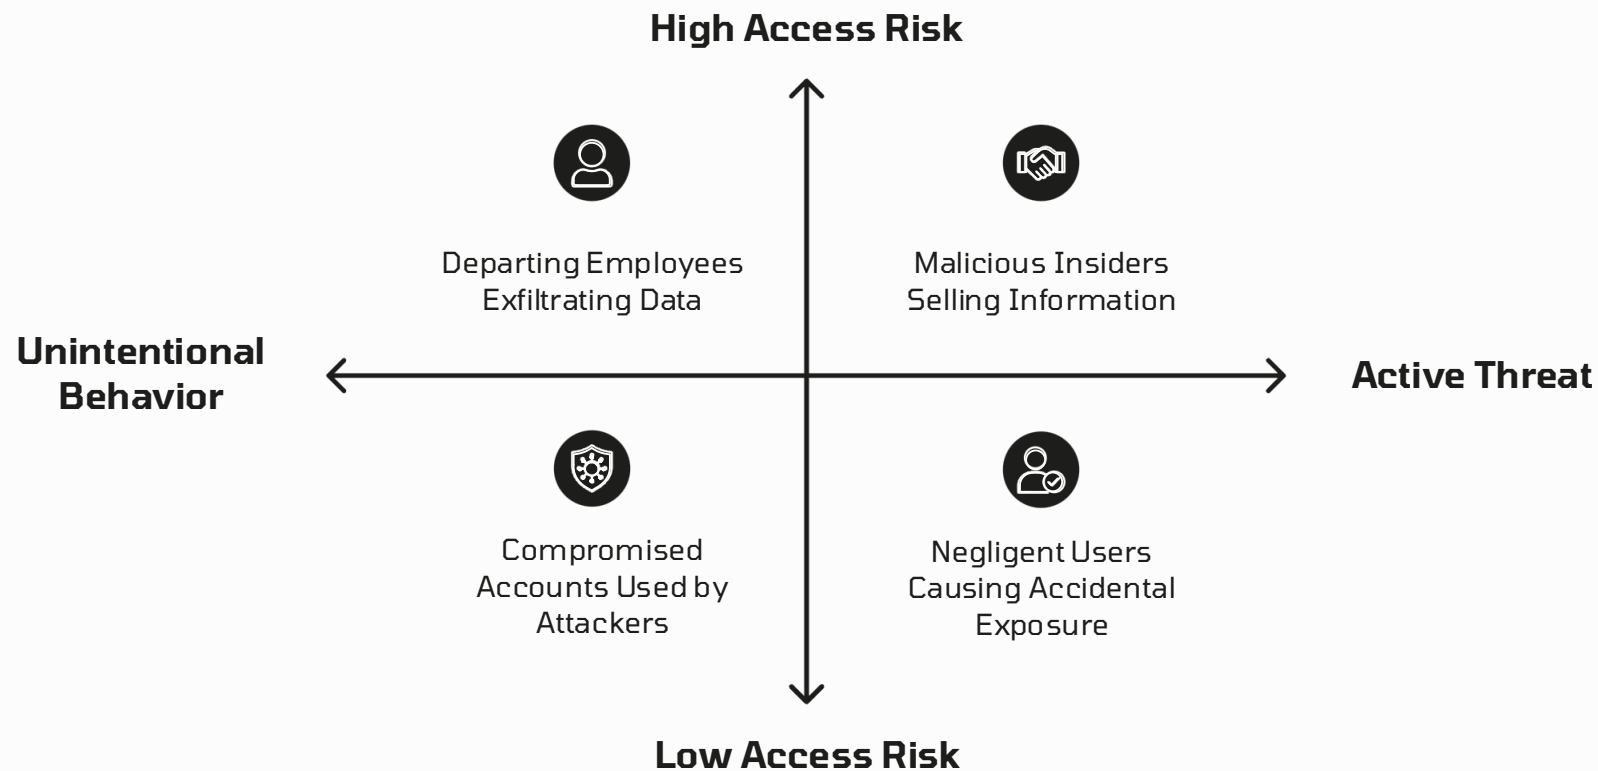 High Access Risk
Departing Employees
Exfiltrating Data
Malicious Insiders
Selling Information
Unintentional
Behavior
Active Threat
Compromised
Accounts Used by
Attackers
Negligent Users
Causing Accidental
Exposure
Low Access Risk